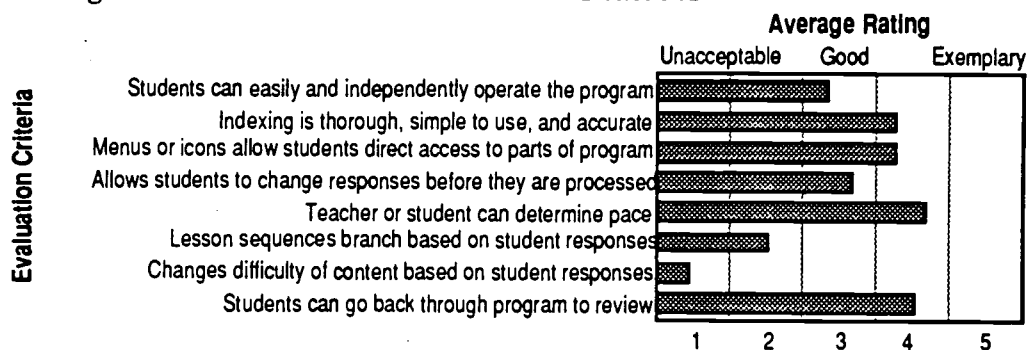 Average Rating
Unacceptable Good Exemplary
Evaluation Criteria
Students can easily and independently operate the program
Indexing is thorough, simple to use, and accurate
Menus or icons allow students direct access to parts of program
Allows students to change responses before they are processed
Teacher or student can determine pace
Lesson sequences branch based on student responses
Changes difficulty of content based on student responses
Students can go back through program to review
1 2 3 4 5